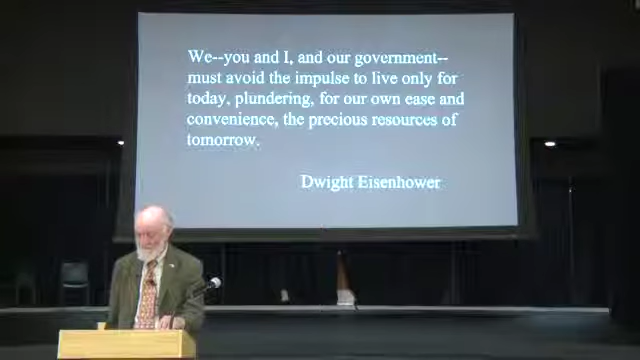 We--you and I, and our government--
must avoid the impulse to live only for
today, plundering, for our own ease and
convenience, the precious resources of
tomorrow.
Dwight Eisenhower